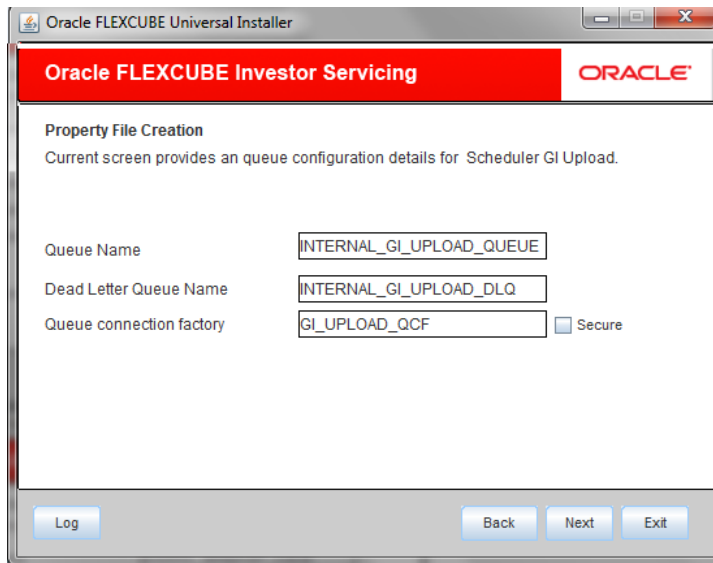 Oracle FLEXCUBE Universal Installer
Oracle FLEXCUBE Investor Servicing
ORACLE
Property File Creation
Current screen provides an queue configuration details for Scheduler GI Upload.
Queue Name INTERNAL_GI_UPLOAD_QUEUE
Dead Letter Queue Name INTERNAL_GI_UPLOAD_DLQ
Queue connection factory GI_UPLOAD_QCF Secure
Log Back Next Exit